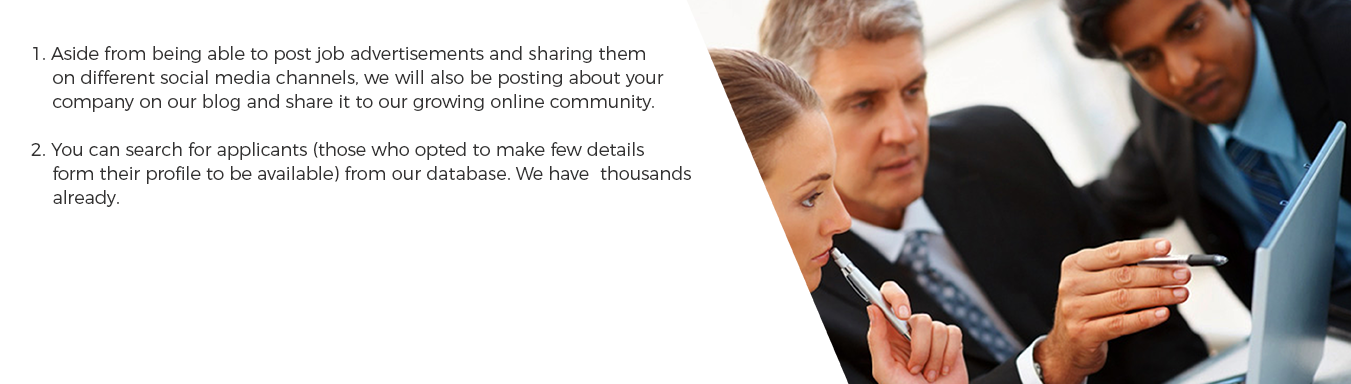 1. Aside from being able to post job advertisements and sharing them
on different social media channels, we will also be posting about your
company on our blog and share it to our growing online community.
2. You can search for applicants (those who opted to make few details
form their profile to be available) from our database. We have  thousands
already.